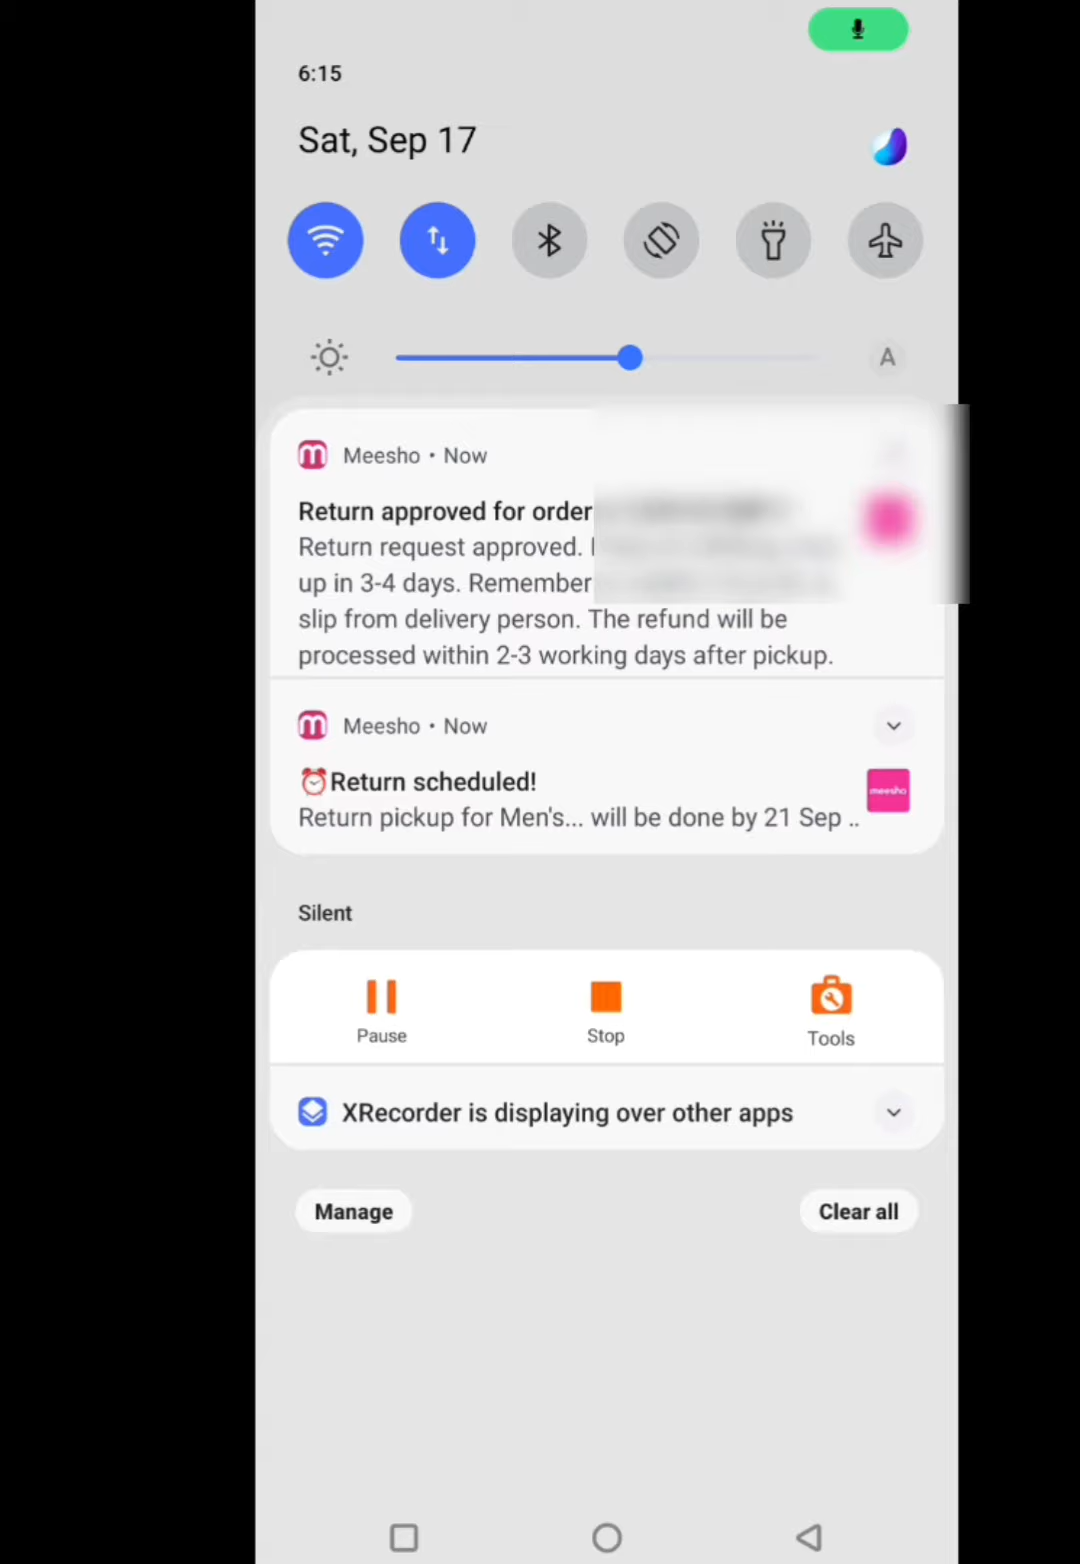 6:15
Sat, Sep 17
A
Meesho • Now
Return approved for order
Return request approved.
up in 3-4 days. Remember
slip from delivery person. The refund will be
processed within 2-3 working days after pickup.
Meesho • Now
⏰Return scheduled!
meesho
Return pickup for Men's... will be done by 21 Sep ..
Silent
Pause
Stop
Tools
XRecorder is displaying over other apps
Manage
Clear all